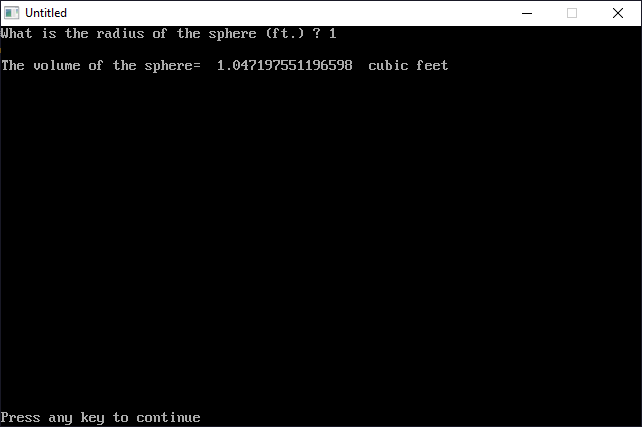 Untitled
What is the radius of the sphere (ft.) ? 1
The volume of the sphere=  1.047197551196598  cubic feet
Press any key to continue